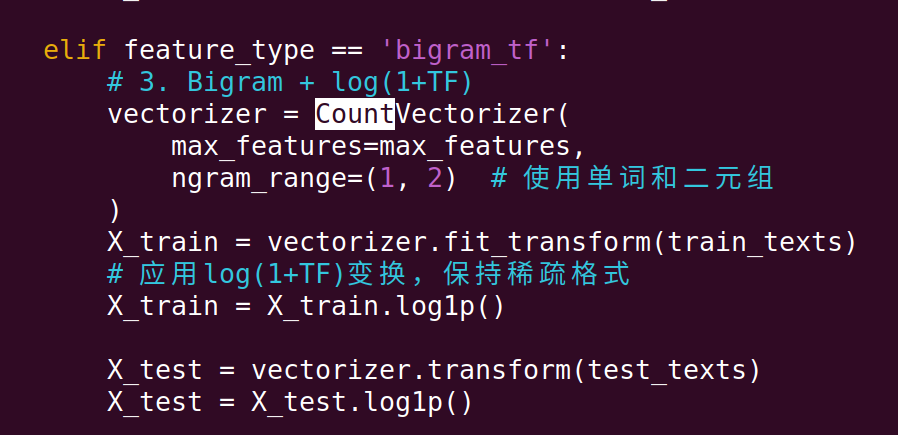 elif feature_type == 'bigram_tf':
# 3. Bigram + log(1+TF)
vectorizer = CountVectorizer(
max_features=max_features,
ngram_range=(1, 2)  # 使用单词和二元组
)
X_train = vectorizer.fit_transform(train_texts)
# 应用log(1+TF)变换，保持稀疏格式
X_train = X_train.log1p()
X_test = vectorizer.transform(test_texts)
X_test = X_test.log1p()